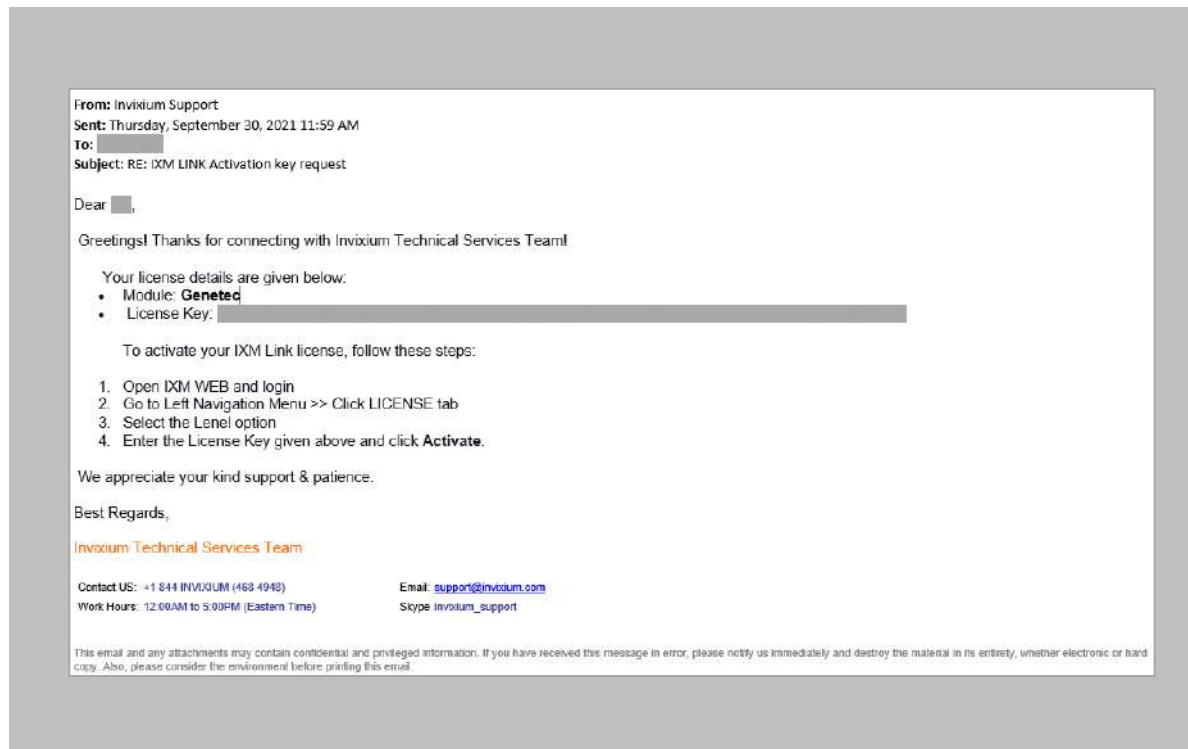 From: Invixium Support
Sent: Thursday, September 30, 2021 11:59 AM
To:
Subject: RE: IXM LINK Activation key request
Dear ,
Greetings! Thanks for connecting with Invixium Technical Services Team!
Your license details are given below:
• Module: Genetec
• License Key:
To activate your IXM Link license, follow these steps:
1. Open IXM WEB and login
2. Go to Left Navigation Menu >> Click LICENSE tab
3. Select the Lenel option
4. Enter the License Key given above and click Activate.
We appreciate your kind support & patience.
Best Regards,
Invixium Technical Services Team
Contact US: +1 844 INVIXIUM (468 4948) Email: support@invixium.com
Work Hours: 12:00AM to 5:00PM (Eastern Time) Skype invixium_support
This email and any attachments may contain confidential and privileged information. If you have received this message in error, please notify us immediately and destroy the material in its entirety, whether electronic or hard
copy. Also, please consider the environment before printing this email.